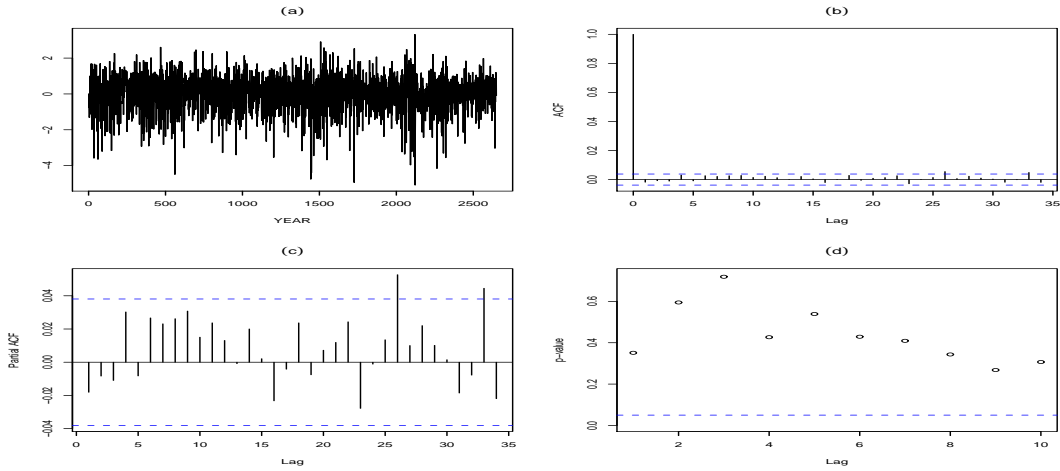 (a)
2
0
-2
-4
0 500 1000 1500 2000 2500
YEAR
(b)
ACF
1.0
0.8
0.6
0.4
0.2
0.0
0 5 10 15 20 25 30 35
Lag
(c)
Partial ACF
0.04
0.02
0.00
-0.02
-0.04
0 5 10 15 20 25 30 35
Lag
(d)
p-value
0.6
0.4
0.2
0.0
2 4 6 8 10
Lag